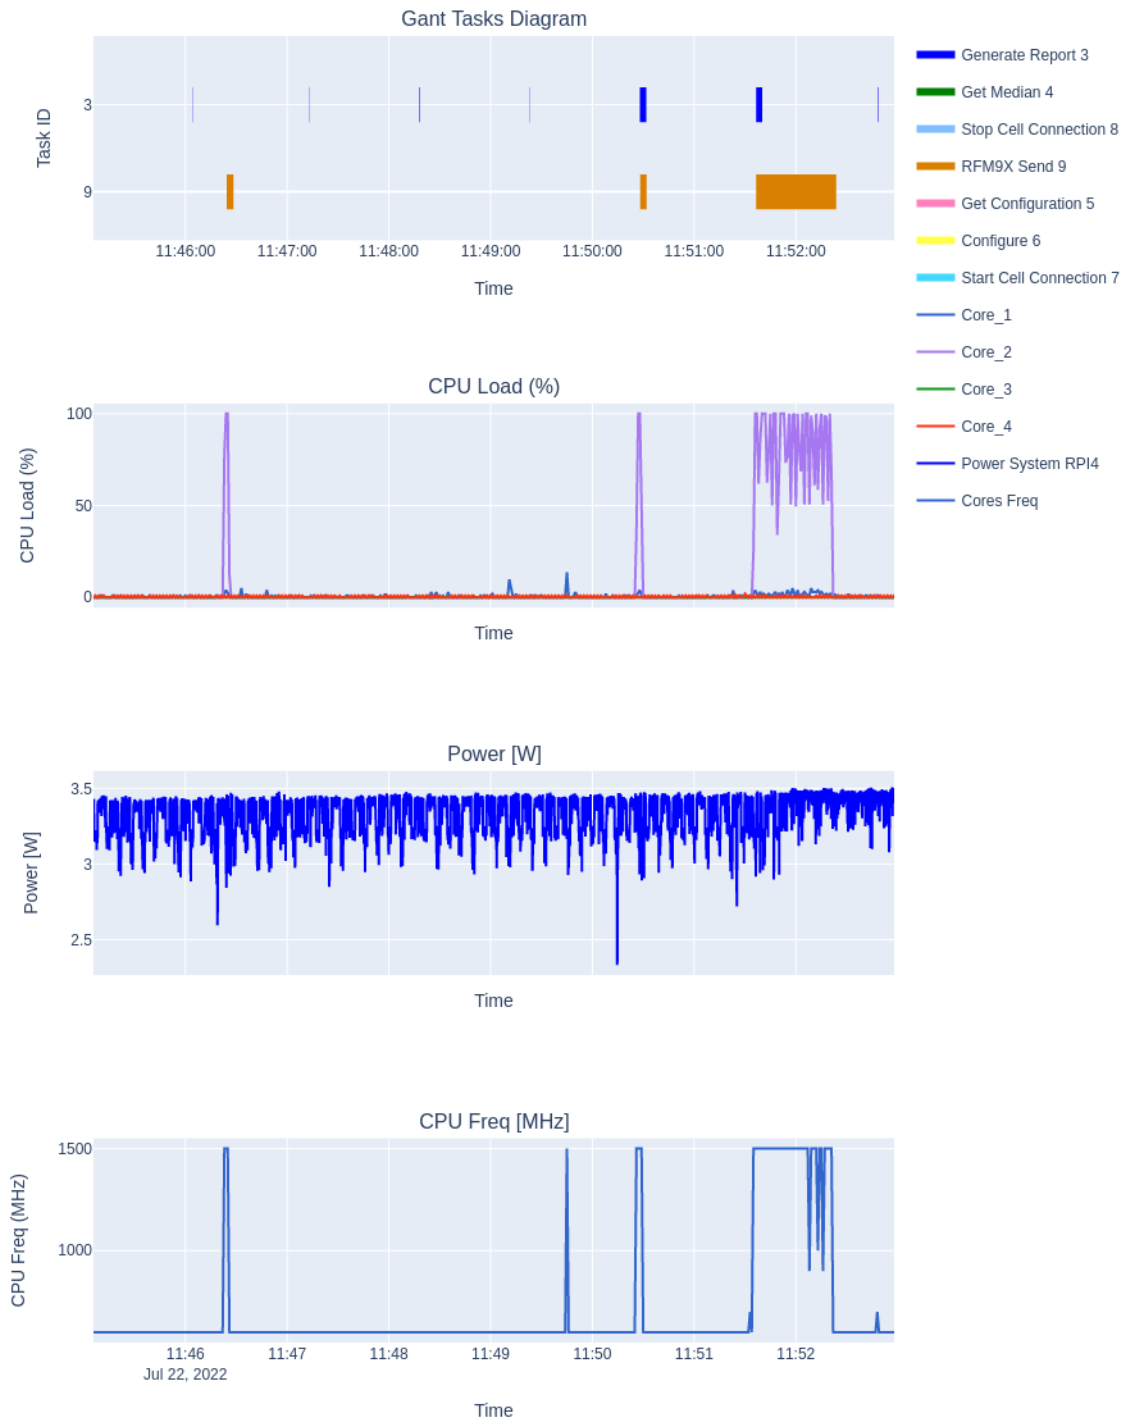 Gant Tasks Diagram
Task ID
3
9
11:46:00 11:47:00 11:48:00 11:49:00 11:50:00 11:51:00 11:52:00
Time
Generate Report 3
Get Median 4
Stop Cell Connection 8
RFM9X Send 9
Get Configuration 5
Configure 6
Start Cell Connection 7
Core_1
Core_2
Core_3
Core_4
Power System RPI4
Cores Freq
CPU Load (%)
CPU Load (%)
100
50
0
Time
Power [W]
Power [W]
3.5
3
2.5
Time
CPU Freq [MHz]
CPU Freq (MHz)
1500
1000
11:46 11:47 11:48 11:49 11:50 11:51 11:52
Jul 22, 2022
Time